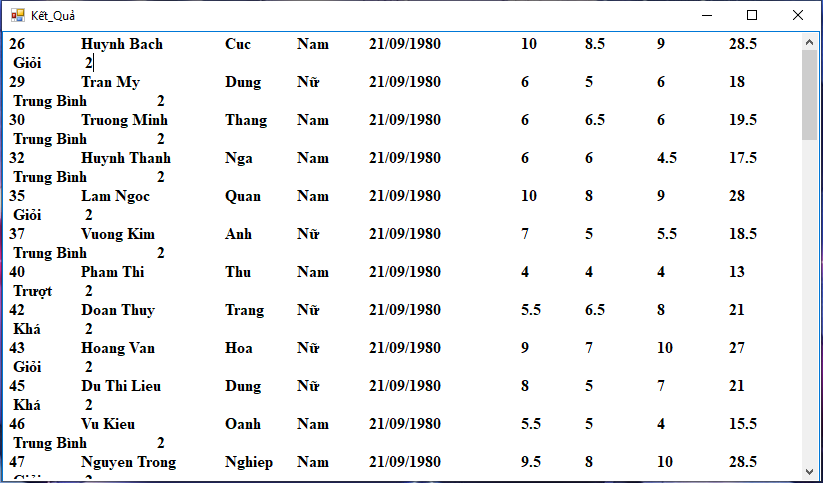 Kết_Quả
26 Huynh Bach Cuc Nam 21/09/1980 10 8.5 9 28.5
Giỏi 2
29 Tran My Dung Nữ 21/09/1980 6 5 6 18
Trung Bình 2
30 Truong Minh Thang Nam 21/09/1980 6 6.5 6 19.5
Trung Bình 2
32 Huynh Thanh Nga Nam 21/09/1980 6 6 4.5 17.5
Trung Bình 2
35 Lam Ngoc Quan Nam 21/09/1980 10 8 9 28
Giỏi 2
37 Vuong Kim Anh Nữ 21/09/1980 7 5 5.5 18.5
Trung Bình 2
40 Pham Thi Thu Nam 21/09/1980 4 4 4 13
Trượt 2
42 Doan Thuy Trang Nữ 21/09/1980 5.5 6.5 8 21
Khá 2
43 Hoang Van Hoa Nữ 21/09/1980 9 7 10 27
Giỏi 2
45 Du Thi Lieu Dung Nữ 21/09/1980 8 5 7 21
Khá 2
46 Vu Kieu Oanh Nam 21/09/1980 5.5 5 4 15.5
Trung Bình 2
47 Nguyen Trong Nghiep Nam 21/09/1980 9.5 8 10 28.5
Giỏi 2